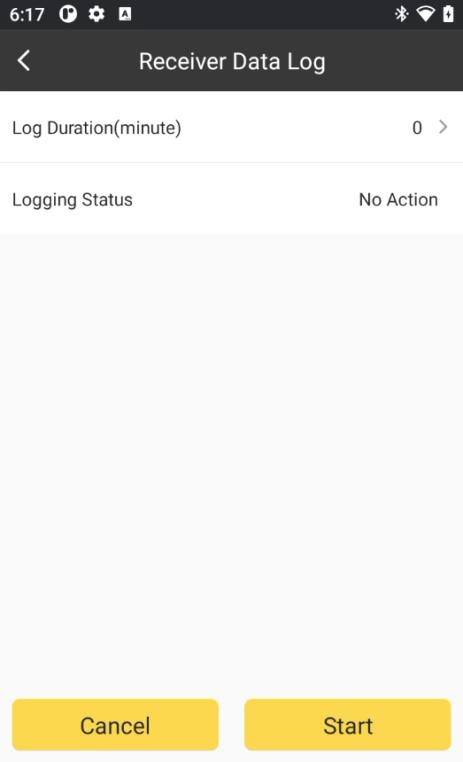 6:17
Receiver Data Log
Log Duration(minute) 0
Logging Status No Action
Cancel Start